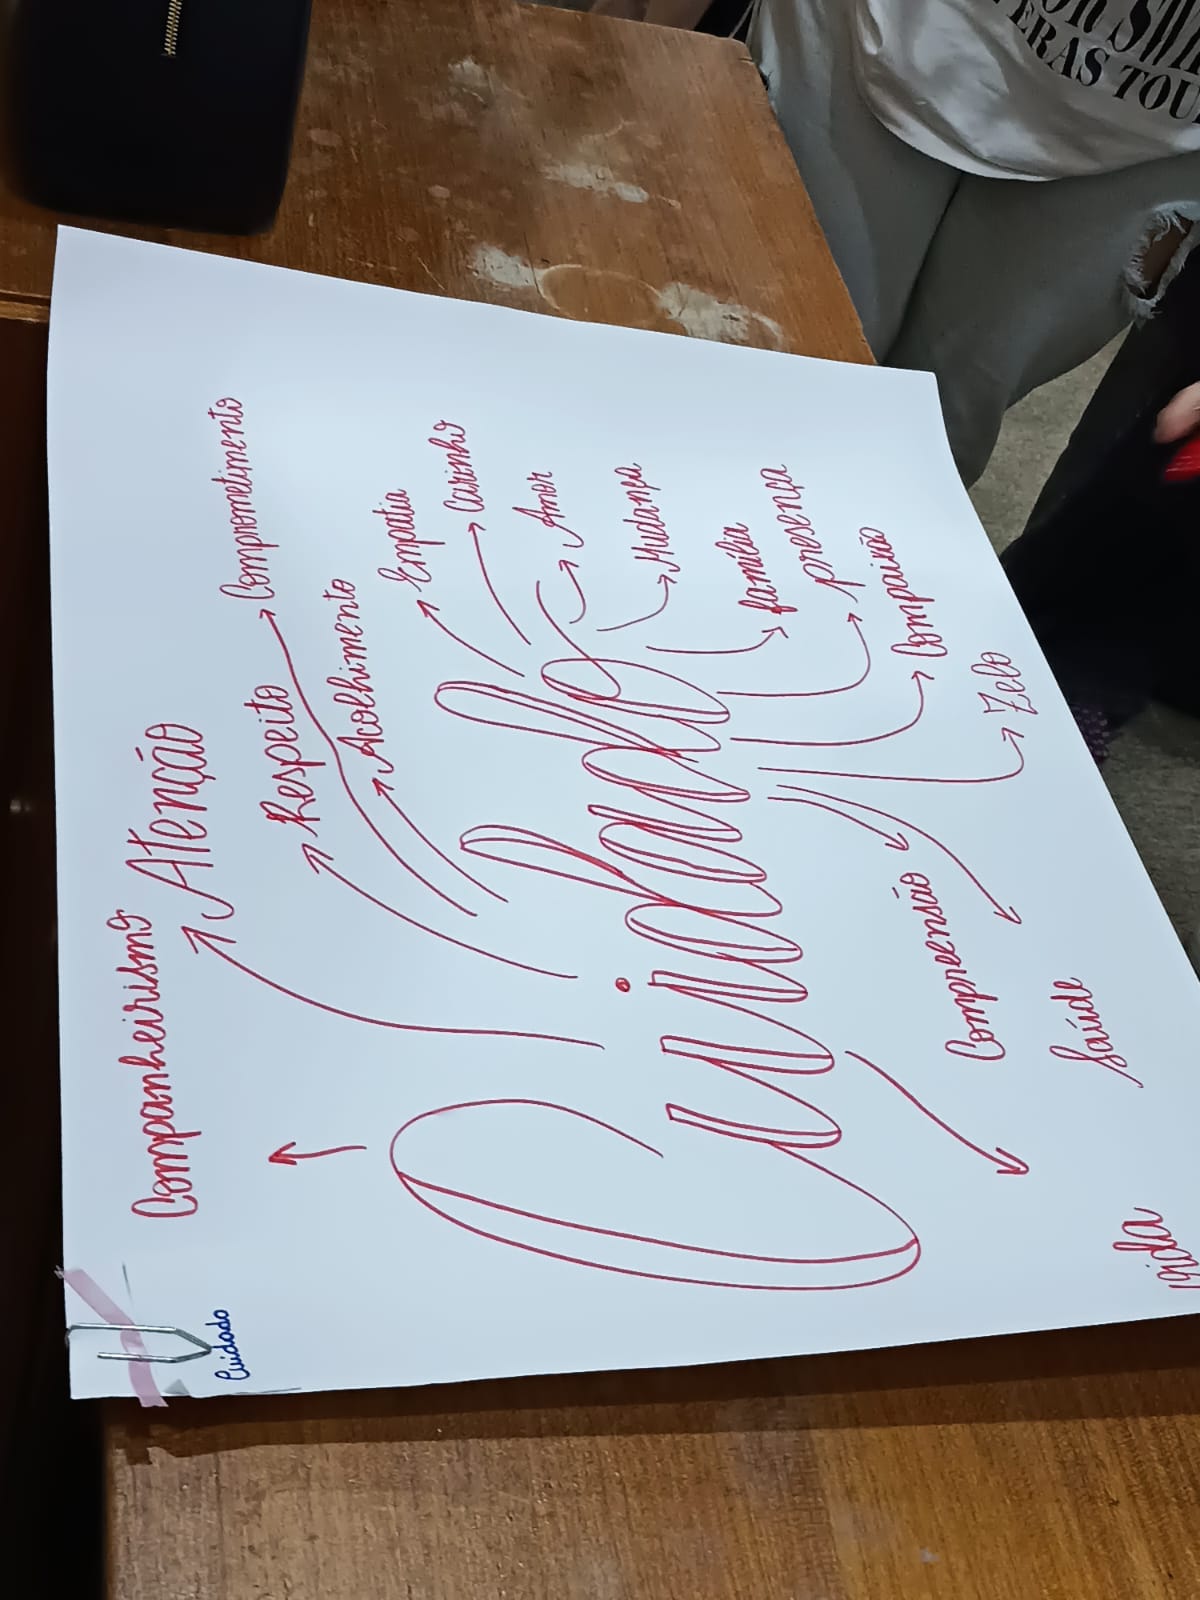 Cuidado
Companheirismo
Atenção
Respeito
Comprometimento
Acolhimento
Empatia
Carinho
Amor
Mudança
Cuidado
família
presença
Compaixão
Zelo
Compreensão
Saúde
Vida
ERAS TOU